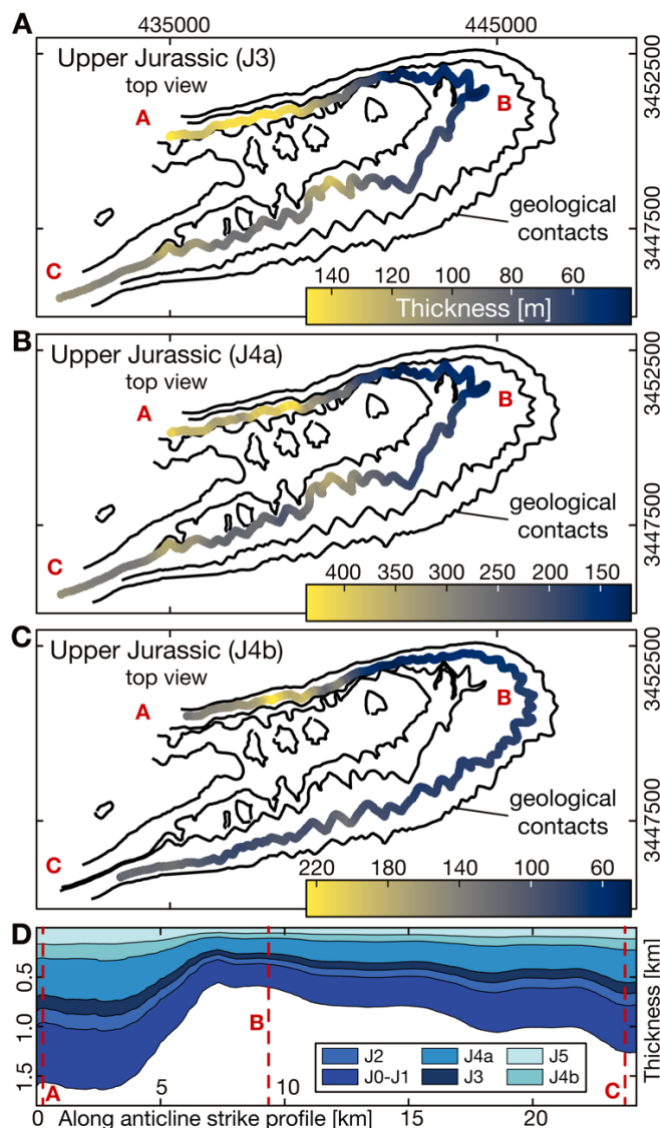 A
435000
445000
Upper Jurassic (J3)
top view
A
B
C
3452500
3447500
geological
contacts
140
120
100
80
60
Thickness [m]
B
Upper Jurassic (J4a)
top view
A
B
C
3452500
3447500
geological
contacts
400
350
300
250
200
150
C
Upper Jurassic (J4b)
top view
A
B
C
3452500
3447500
geological
contacts
220
180
140
100
60
D
0.5
1.0
1.5
A
B
C
J2
J4a
J5
J0-J1
J3
J4b
Thickness [km]
0
5
10
15
20
Along anticline strike profile [km]